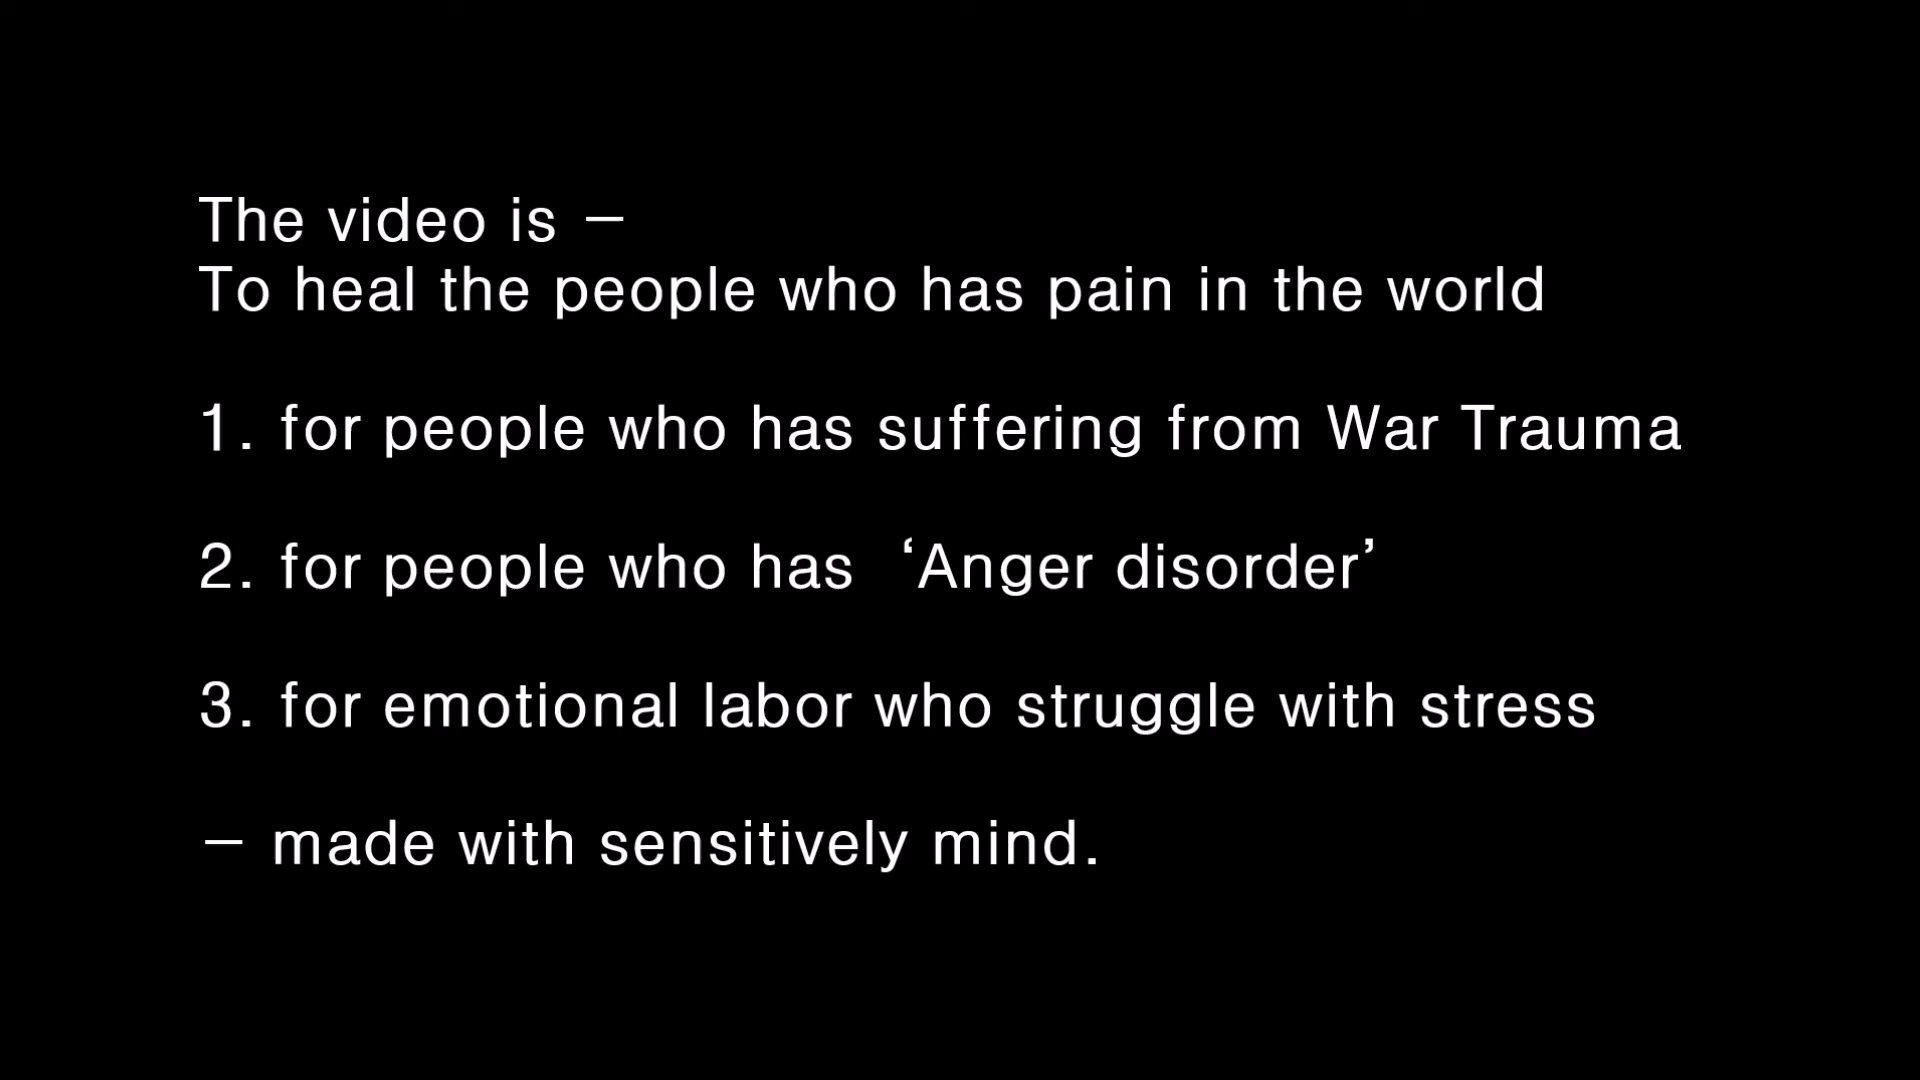 The video is –
To heal the people who has pain in the world
1. for people who has suffering from War Trauma
2. for people who has ‘Anger disorder’
3. for emotional labor who struggle with stress
– made with sensitively mind.